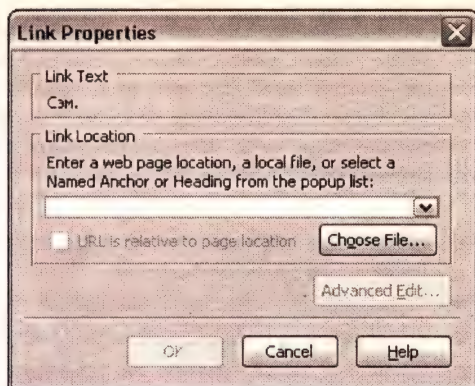 Link Properties
Link Text
Сэм.
Link Location
Enter a web page location, a local file, or select a
Named Anchor or Heading from the popup list:
URL is relative to page location
Choose File...
Advanced Edit...
OK
Cancel
Help